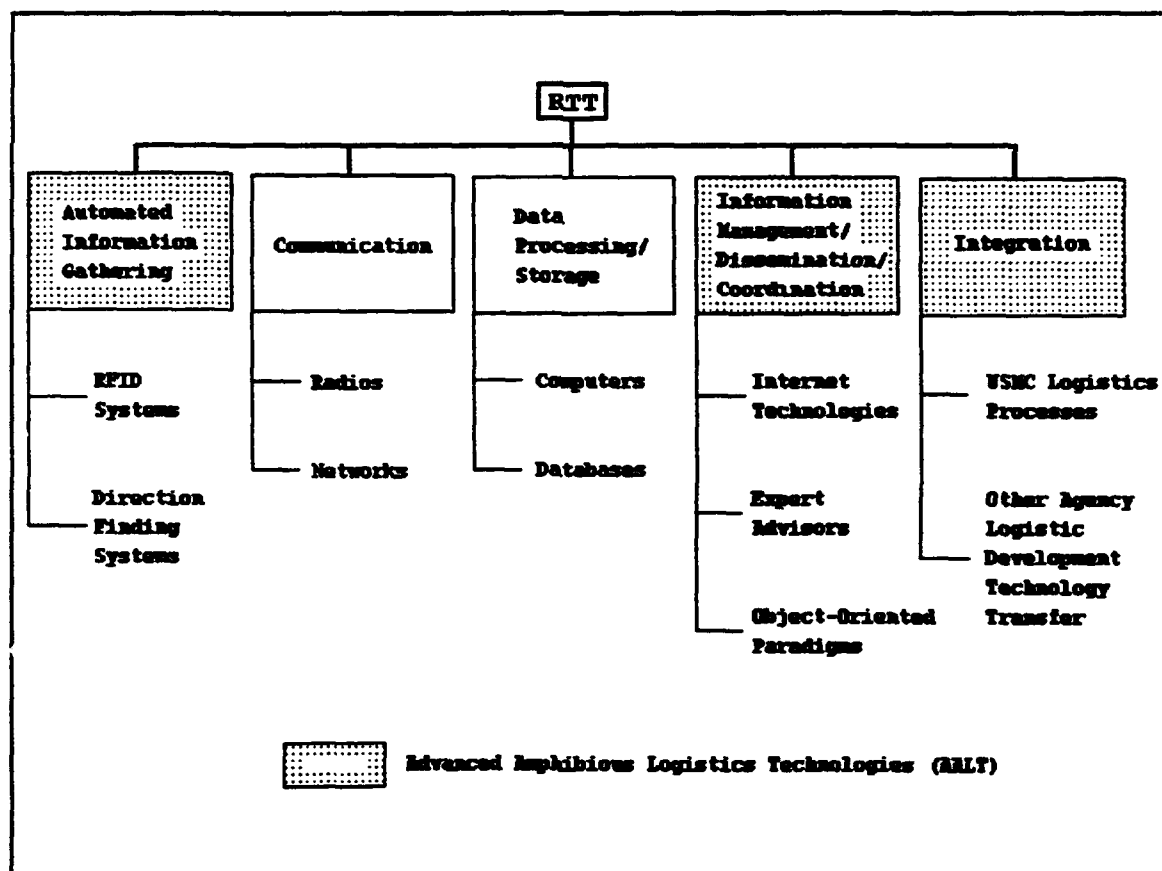 RTT
Automated
Information
Gathering
Communication
Data
Processing/
Storage
Information
Management/
Dissemination/
Coordination
Integration
RFID
Systems
Direction
Finding
Systems
Radios
Networks
Computers
Databases
Internet
Technologies
Expert
Advisors
Object-Oriented
Paradigms
USMC Logistics
Processes
Other Agency
Logistic
Development
Technology
Transfer
Advanced Amphibious Logistics Technologies (AALT)